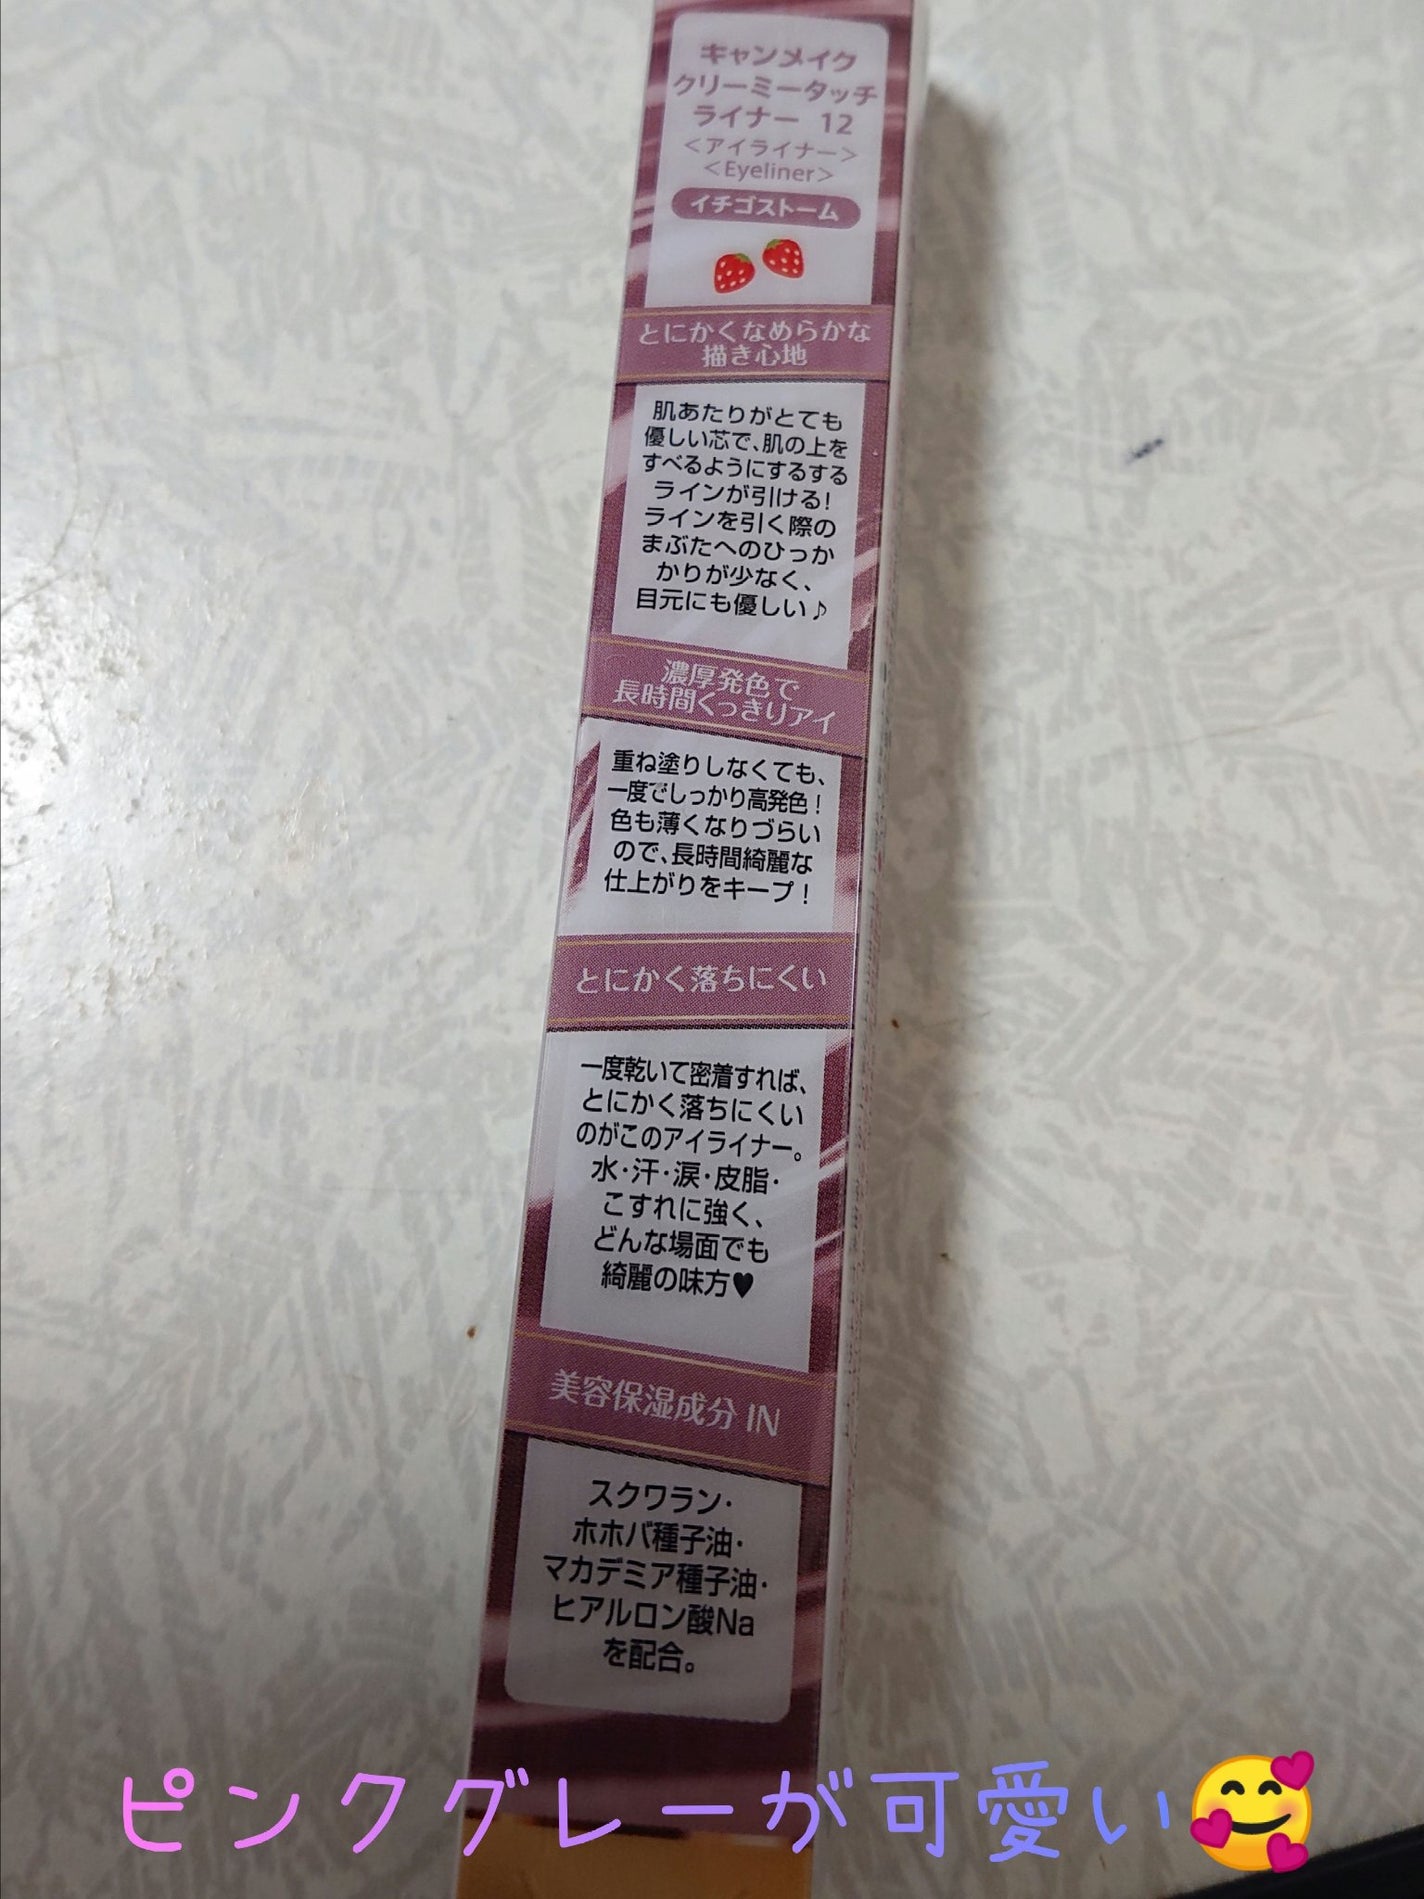 キャンメイク
クリーミータッチ
ライナー 12
＜アイライナー＞
＜Eyeliner＞
イチゴストーム
とにかくなめらかな
描き心地
肌あたりがとても
優しい芯で、肌の上を
すべるようにするする
ラインが引ける!
ラインを引く際の
まぶたへのひっか
かりが少なく、
目元にも優しい♪
濃厚発色で
長時間くっきりアイ
重ね塗りしなくても、
一度でしっかり高発色!
色も薄くなりづらい
ので、長時間綺麗な
仕上がりをキープ!
とにかく落ちにくい
一度乾いて密着すれば、
とにかく落ちにくい
のがこのアイライナー。
水・汗・涙・皮脂・
こすれに強く、
どんな場面でも
綺麗の味方♥
美容保湿成分 IN
スクワラン・
ホホバ種子油・
マカデミア種子油・
ヒアルロン酸Na
を配合。
ピンクグレーが可愛い🥰